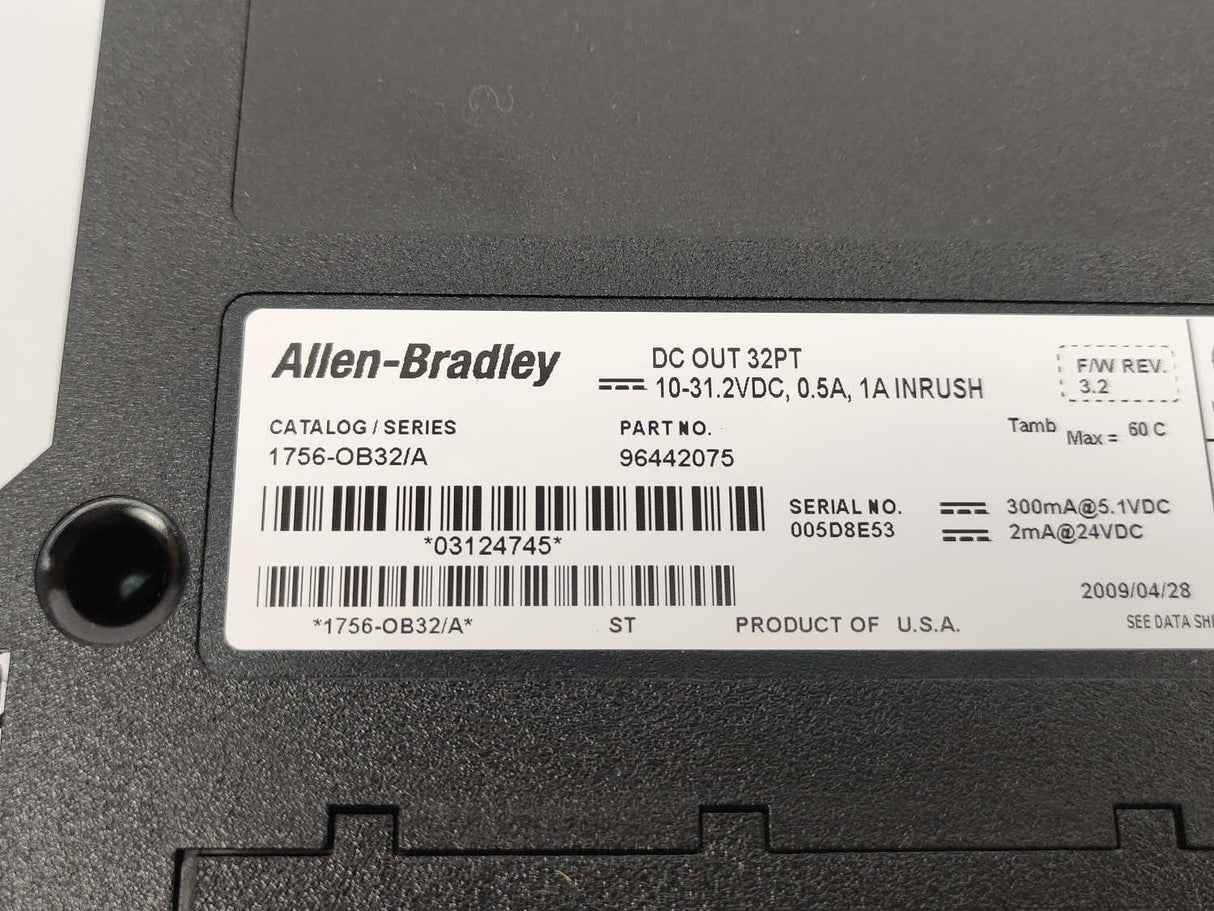 Allen-Bradley
DC OUT 32PT
10-31.2VDC, 0.5A, 1A INRUSH
F/W REV.
3.2
CATALOG / SERIES
1756-OB32/A
PART NO.
96442075
Tamb Max = 60 C
*03124745*
SERIAL NO.
005D8E53
300mA@5.1VDC
2mA@24VDC
*1756-OB32/A*
ST
PRODUCT OF U.S.A.
2009/04/28
SEE DATA